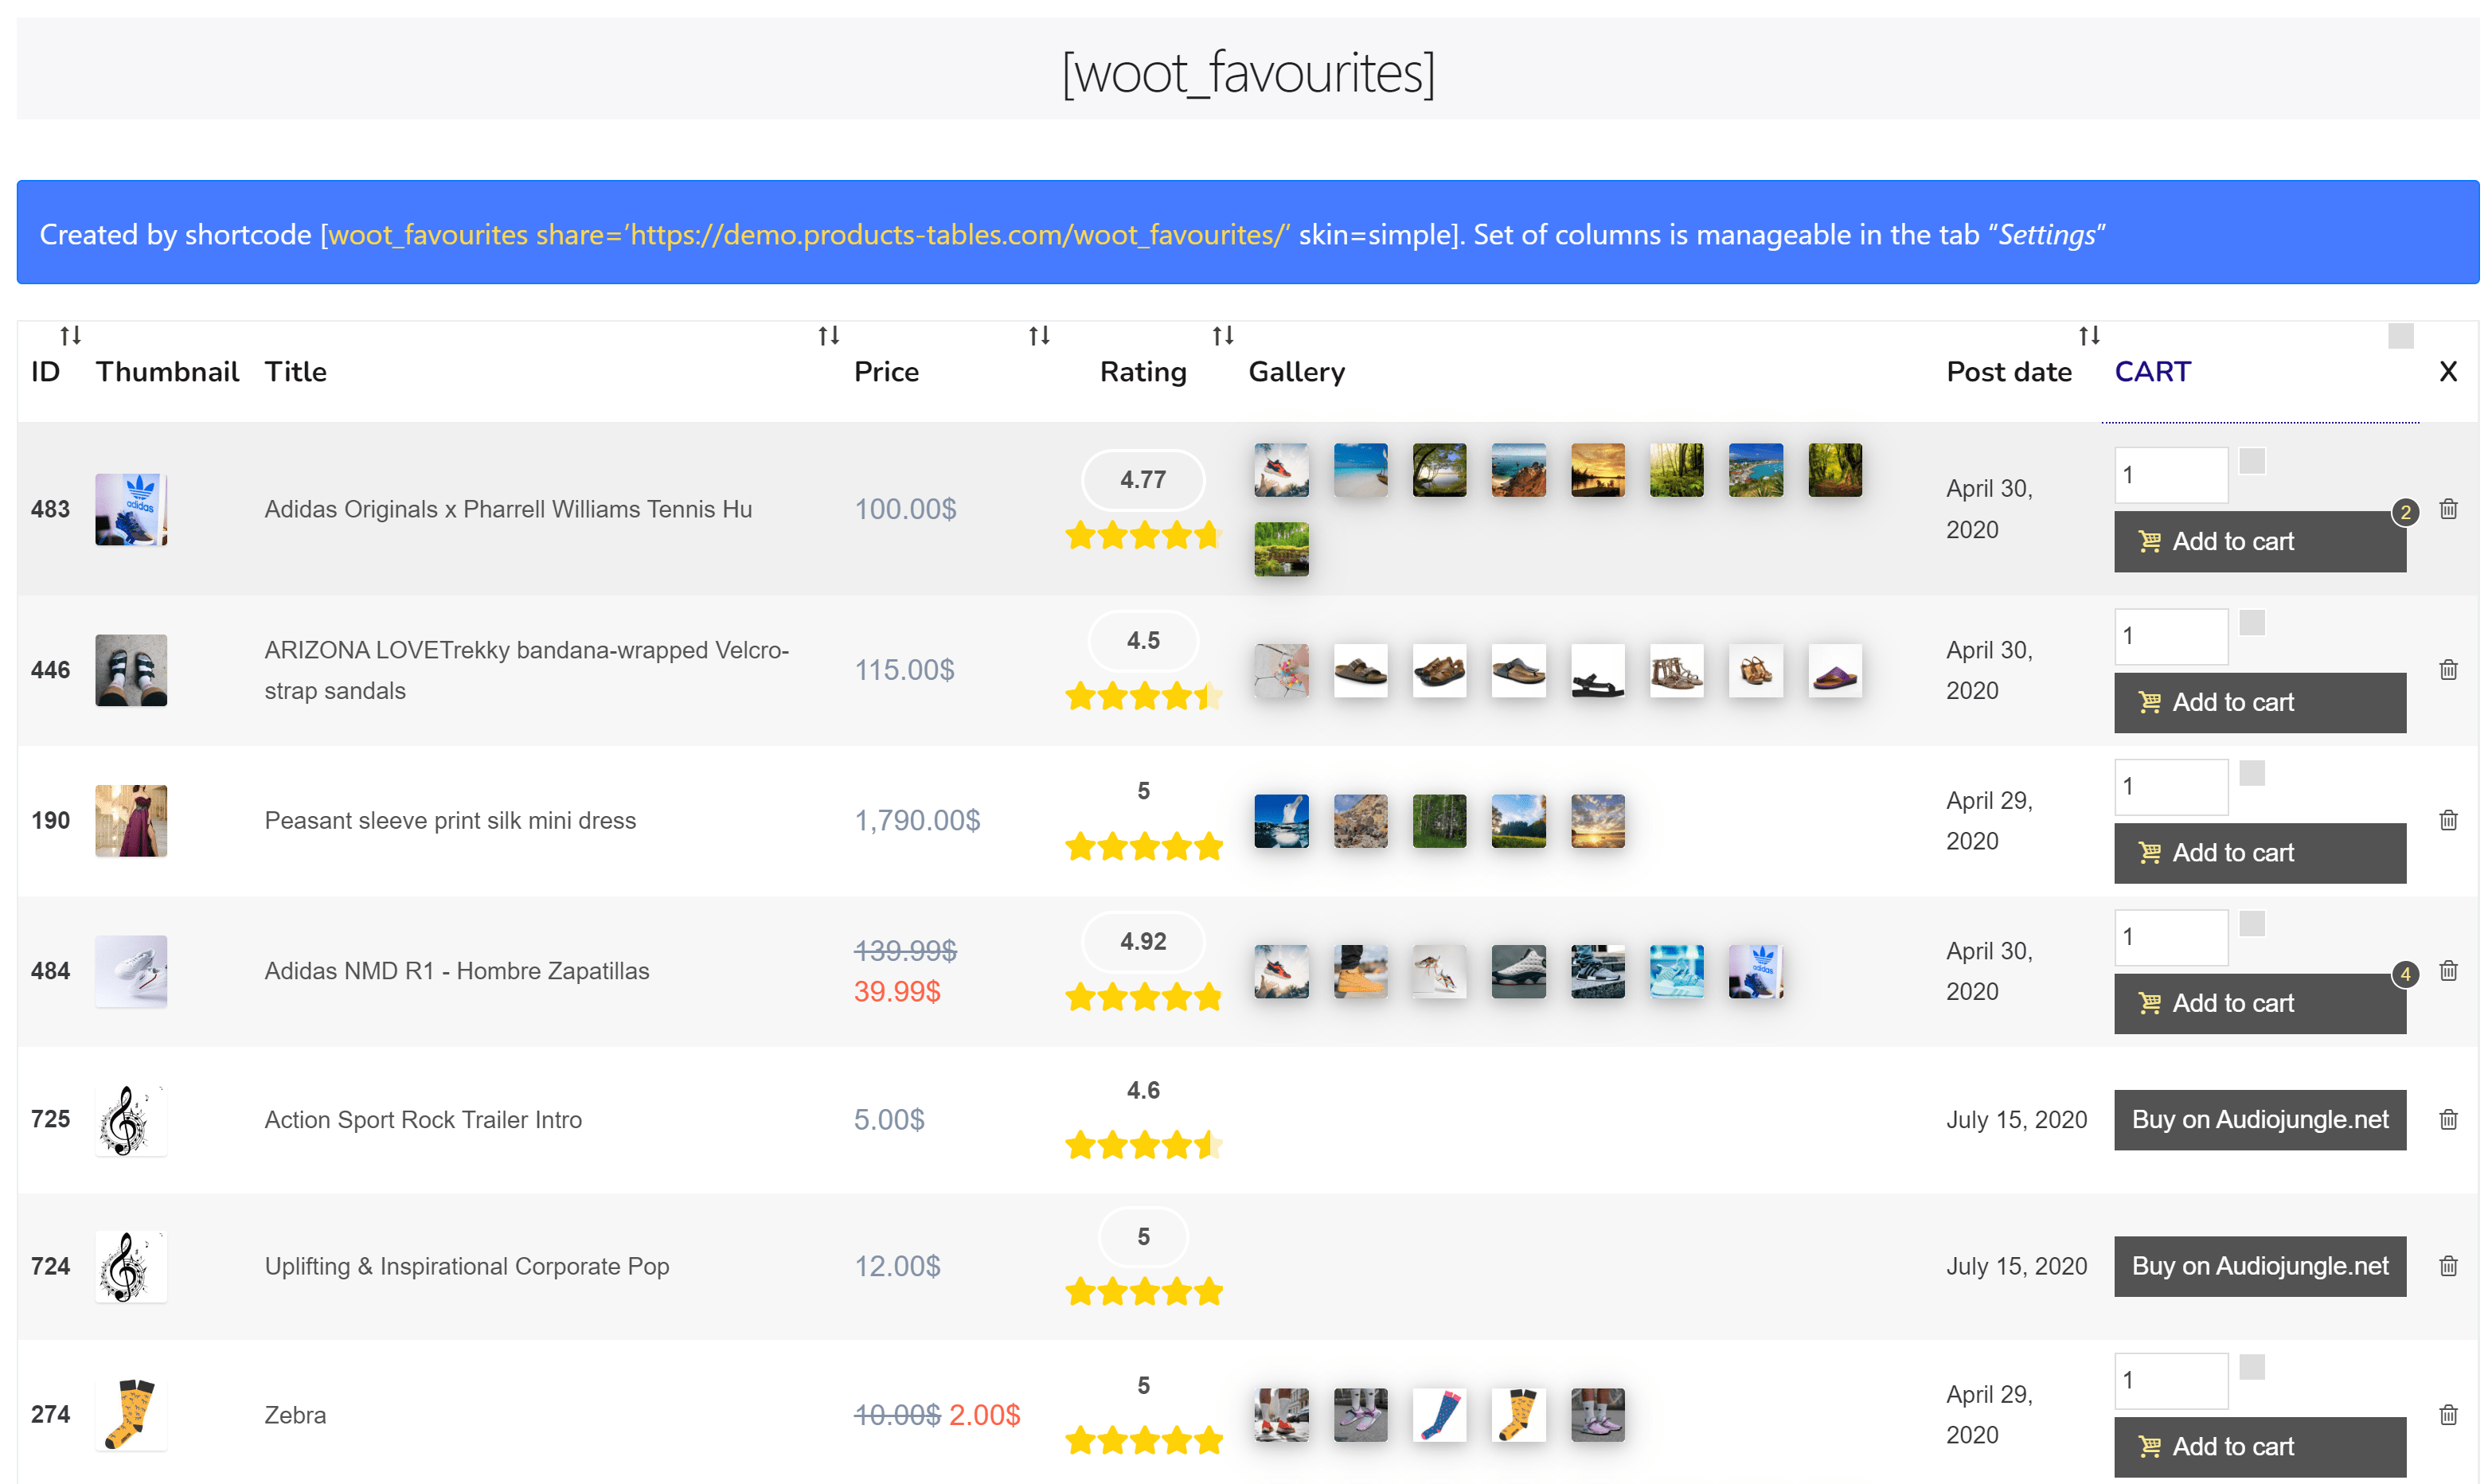 [woot_favourites]
Created by shortcode [woot_favourites share=’https://demo.products-tables.com/woot_favourites/’ skin=simple]. Set of columns is manageable in the tab “Settings”
ID Thumbnail Title Price Rating Gallery Post date CART X
483 adidas Adidas Originals x Pharrell Williams Tennis Hu 100.00$ 4.77 April 30, 2020 1 2 Add to cart
446 ARIZONA LOVETrekky bandana-wrapped Velcro-
strap sandals 115.00$ 4.5 April 30, 2020 1 Add to cart
190 Peasant sleeve print silk mini dress 1,790.00$ 5 April 29, 2020 1 Add to cart
484 Adidas NMD R1 - Hombre Zapatillas 139.99$ 39.99$ 4.92 adidas April 30, 2020 1 4 Add to cart
725 Action Sport Rock Trailer Intro 5.00$ 4.6 July 15, 2020 Buy on Audiojungle.net
724 Uplifting & Inspirational Corporate Pop 12.00$ 5 July 15, 2020 Buy on Audiojungle.net
274 Zebra 10.00$ 2.00$ 5 April 29, 2020 1 Add to cart